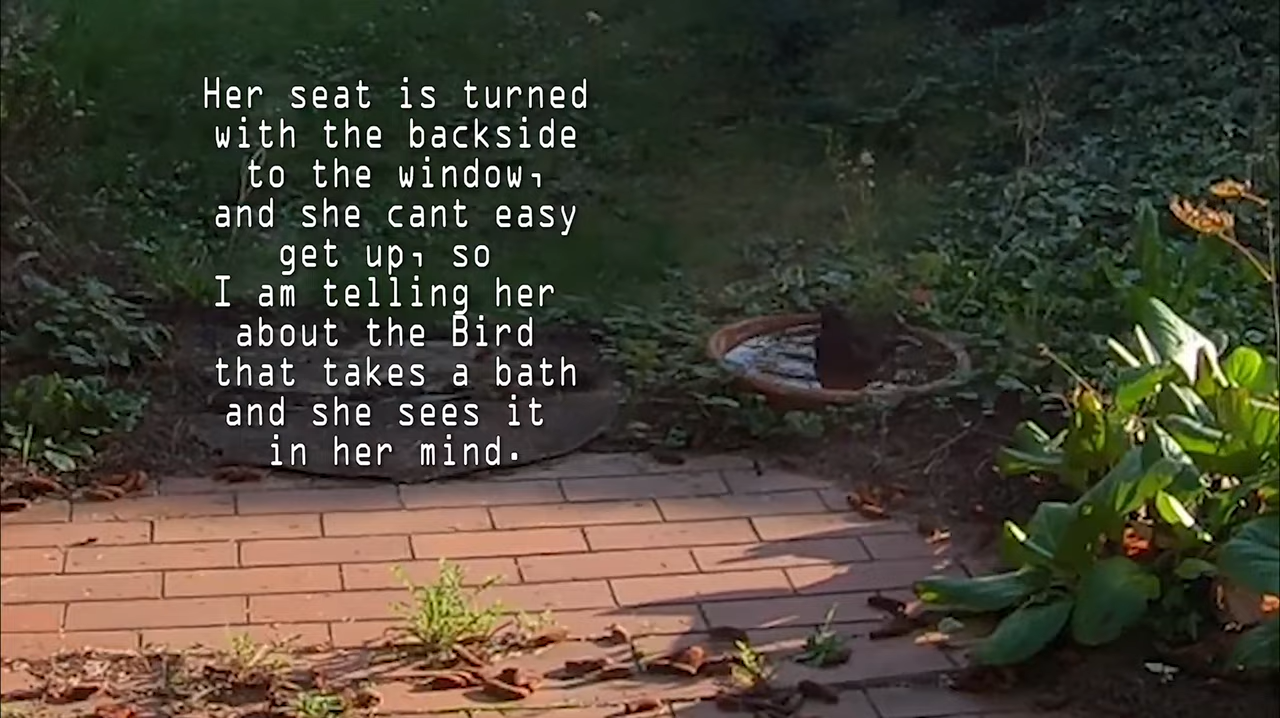 Her seat is turned
with the backside
to the window,
and she cant easy
get up, so
I am telling her
about the Bird
that takes a bath
and she sees it
in her mind.